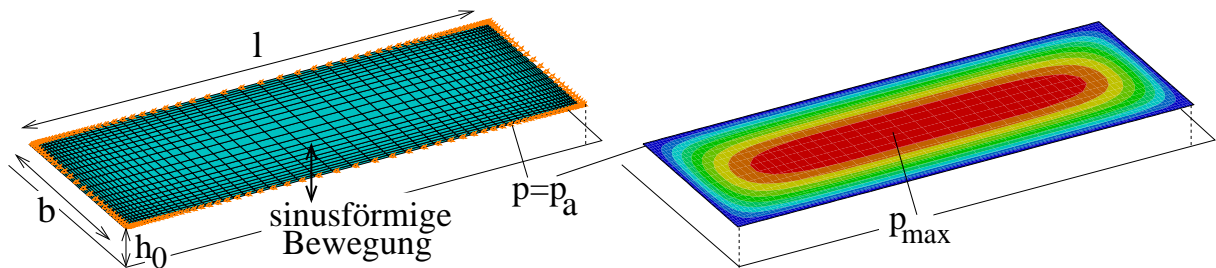 l
b
h0
sinusförmige
Bewegung
p=pa
pmax